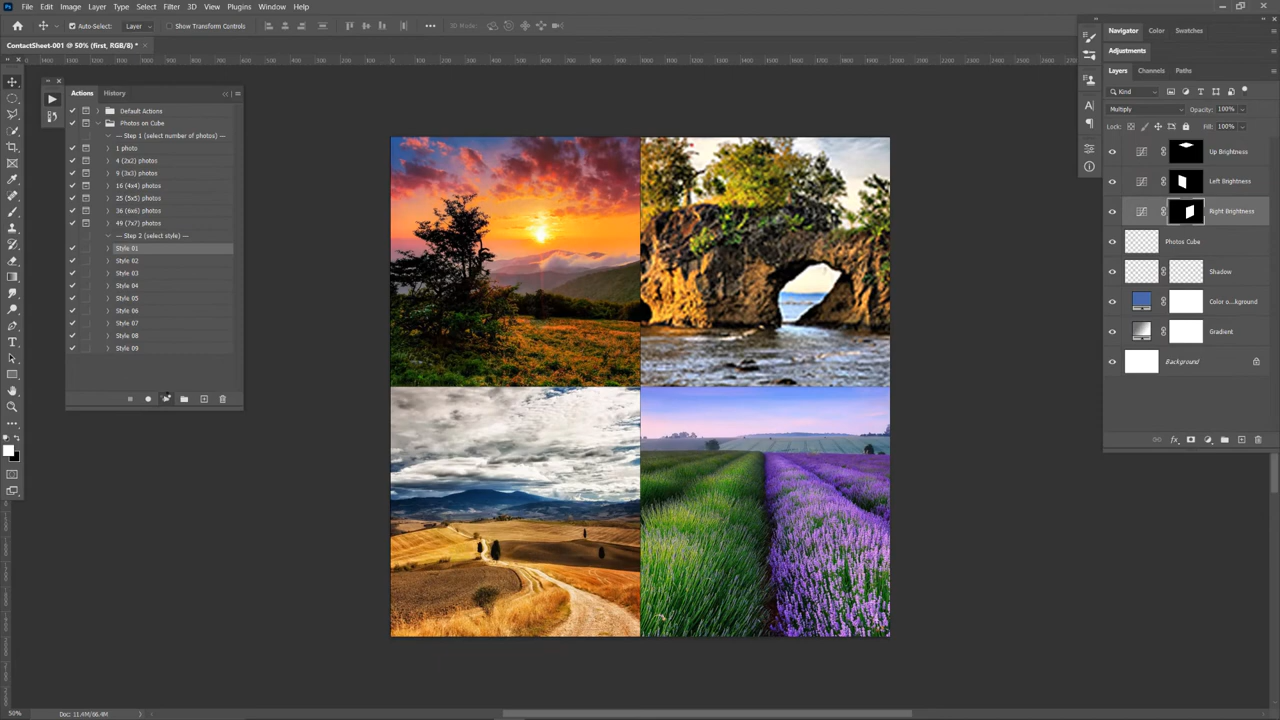 File Edit Image Layer Type Select Filter 3D View Plugins Window Help
Auto-Select: Layer Show Transform Controls 3D Mode:
ContactSheet-001 @ 50% (first, RGB/8) *
Actions History
Default Actions
Photos on Cube
--- Step 1 (select number of photos) ---
1 photo
4 (2x2) photos
9 (3x3) photos
16 (4x4) photos
25 (5x5) photos
36 (6x6) photos
49 (7x7) photos
--- Step 2 (select style) ---
Style 01
Style 02
Style 03
Style 04
Style 05
Style 06
Style 07
Style 08
Style 09
Navigator Color Swatches
Adjustments
Layers Channels Paths
Kind
Multiply Opacity: 100%
Lock: Fill: 100%
Up Brightness
Left Brightness
Right Brightness
Photos Cube
Shadow
Color o...kground
Gradient
Background
50% Doc: 11.4M/66.4M